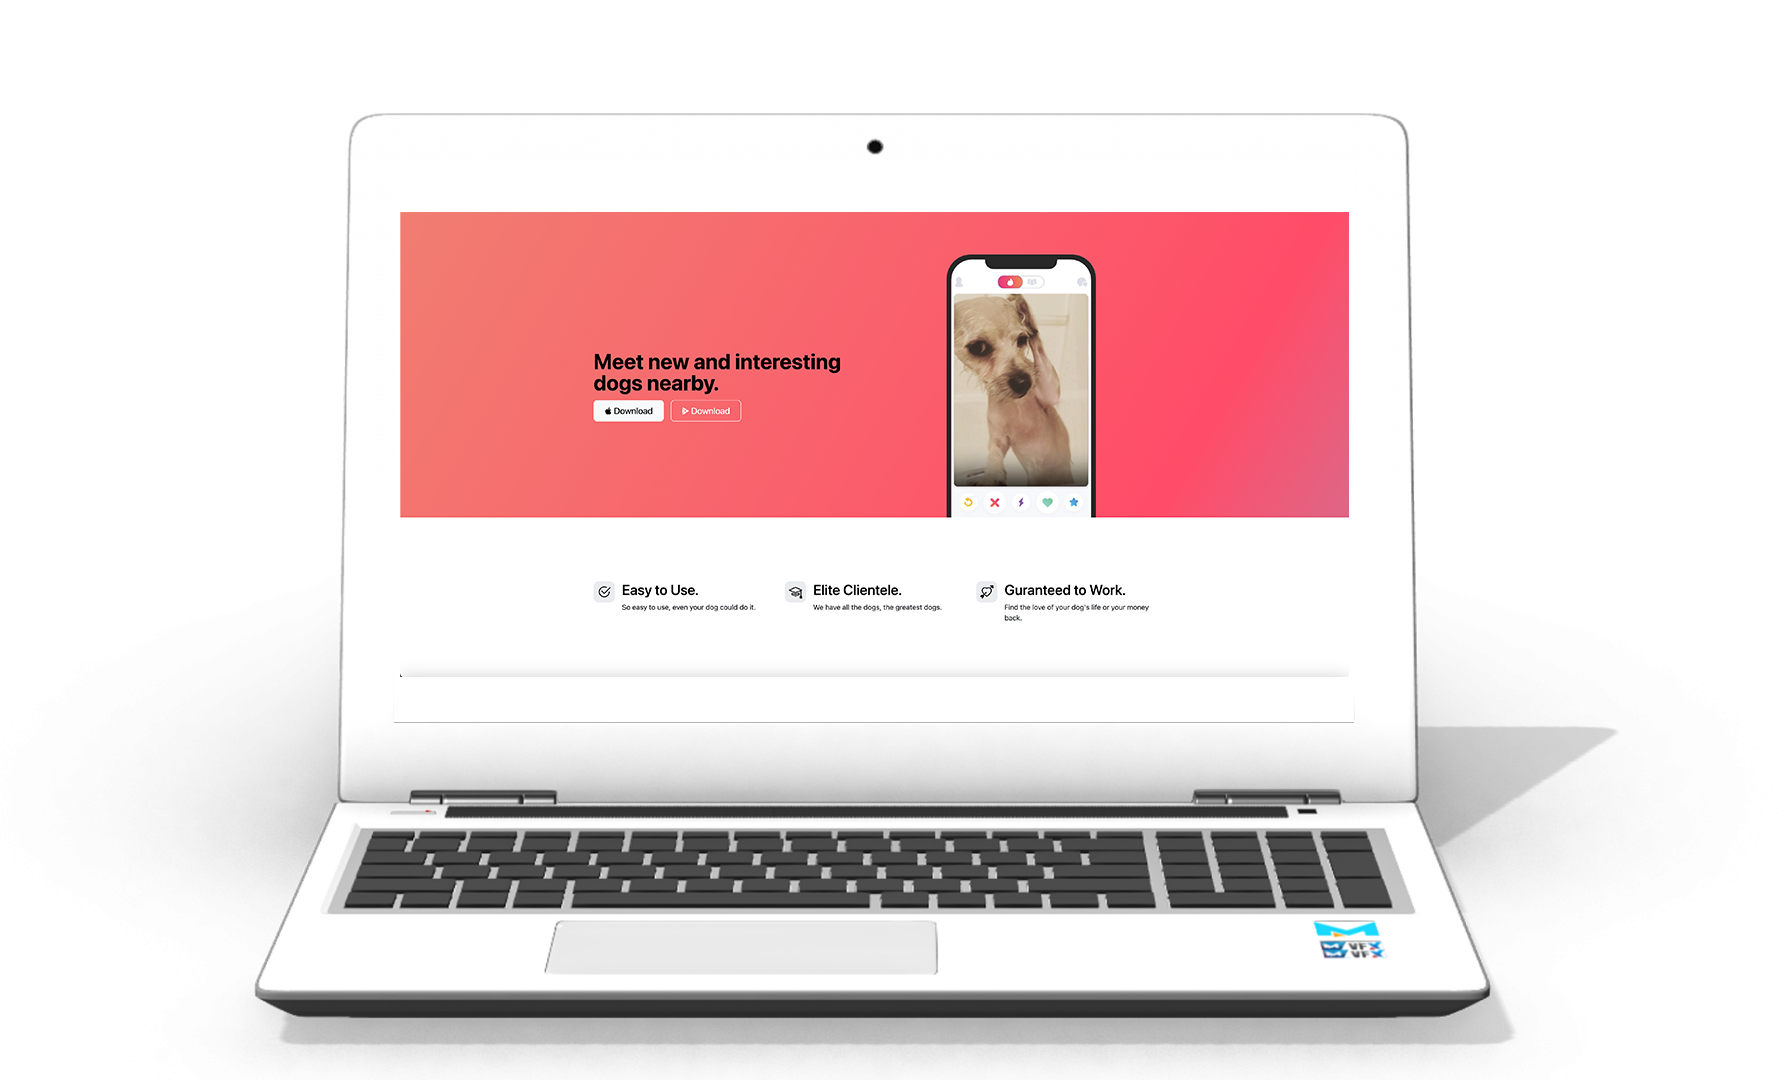 Meet new and interesting
dogs nearby.
Download Download
Easy to Use.
So easy to use, even your dog could do it.
Elite Clientele.
We have all the dogs, the greatest dogs.
Guranteed to Work.
Find the love of your dog's life or your money
back.
VFX
VFX